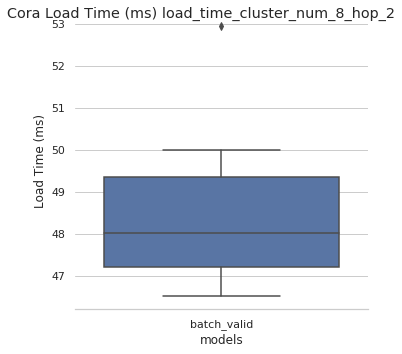 Cora Load Time (ms) load_time_cluster_num_8_hop_2
53
52
51
50
49
48
47
Load Time (ms)
batch_valid
models